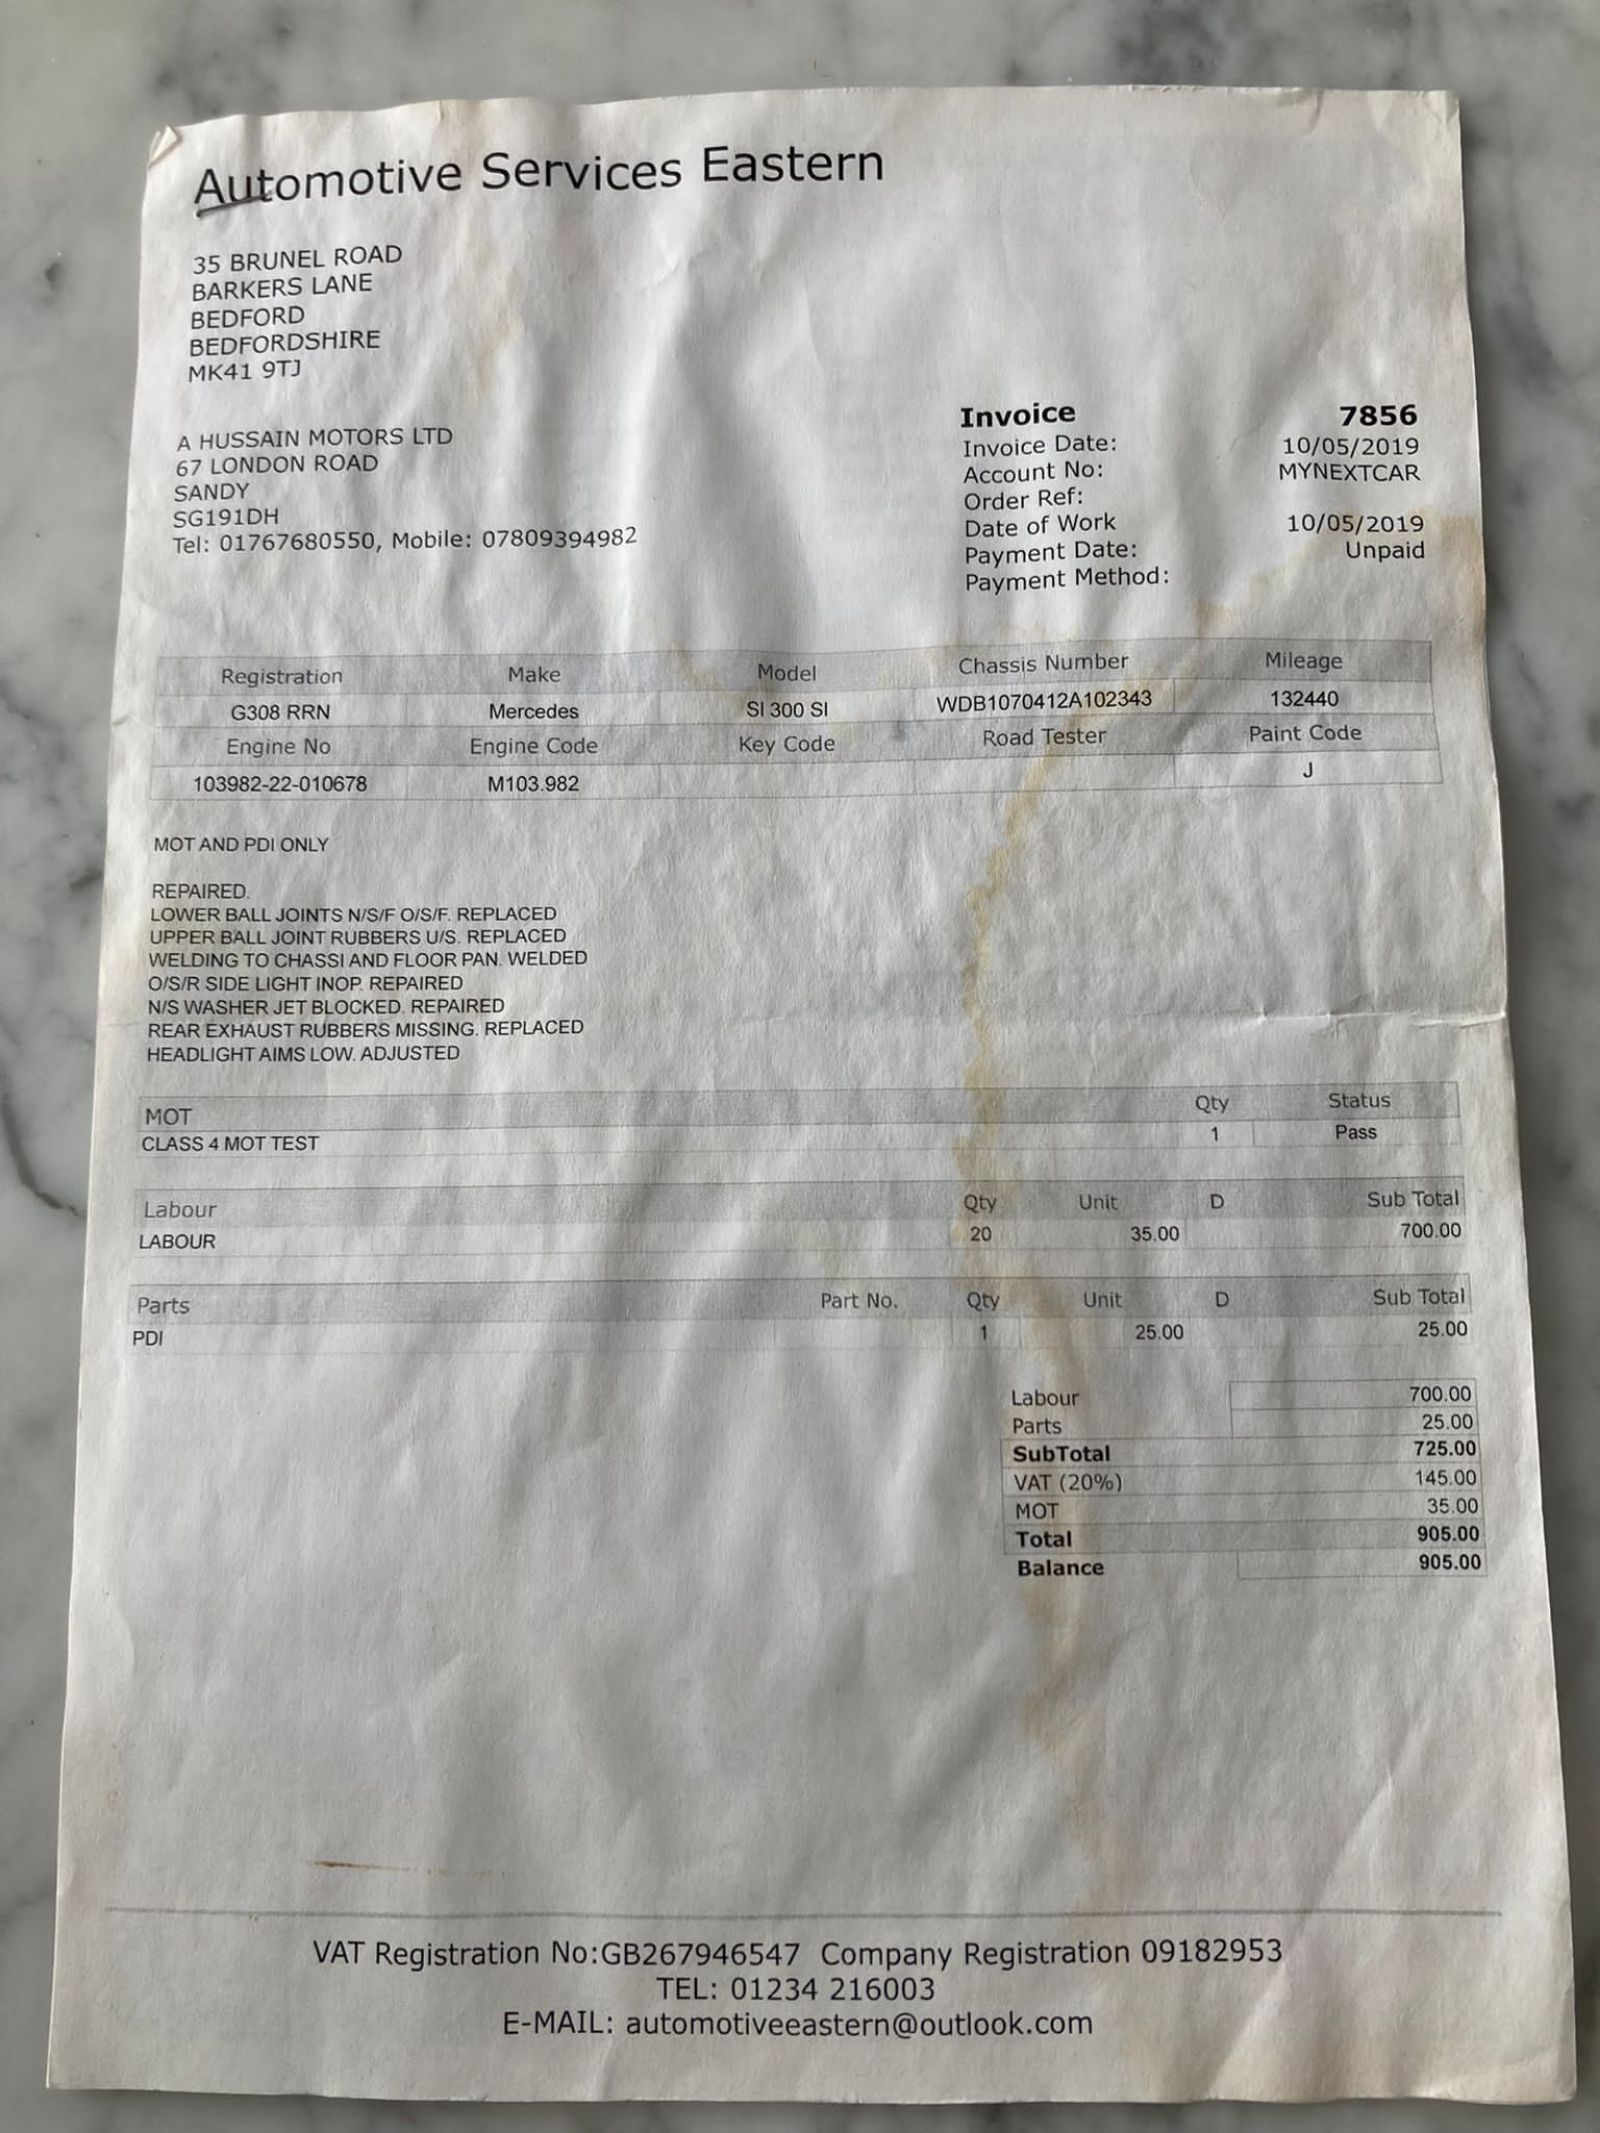 Automotive Services Eastern
35 BRUNEL ROAD
BARKERS LANE
BEDFORD
BEDFORDSHIRE
MK41 9TJ
A HUSSAIN MOTORS LTD
67 LONDON ROAD
SANDY
SG191DH
Tel: 01767680550, Mobile: 07809394982
Invoice 7856
Invoice Date: 10/05/2019
Account No: MYNEXTCAR
Order Ref:
Date of Work 10/05/2019
Payment Date: Unpaid
Payment Method:
Registration Make Model Chassis Number Mileage
G308 RRN Mercedes Sl 300 Sl WDB1070412A102343 132440
Engine No Engine Code Key Code Road Tester Paint Code
103982-22-010678 M103.982 J
MOT AND PDI ONLY
REPAIRED.
LOWER BALL JOINTS N/S/F O/S/F. REPLACED
UPPER BALL JOINT RUBBERS U/S. REPLACED
WELDING TO CHASSI AND FLOOR PAN. WELDED
O/S/R SIDE LIGHT INOP. REPAIRED
N/S WASHER JET BLOCKED. REPAIRED
REAR EXHAUST RUBBERS MISSING. REPLACED
HEADLIGHT AIMS LOW. ADJUSTED
MOT Qty Status
CLASS 4 MOT TEST 1 Pass
Labour Qty Unit D Sub Total
LABOUR 20 35.00 700.00
Parts Part No. Qty Unit D Sub Total
PDI 1 25.00 25.00
Labour 700.00
Parts 25.00
SubTotal 725.00
VAT (20%) 145.00
MOT 35.00
Total 905.00
Balance 905.00
VAT Registration No:GB267946547 Company Registration 09182953
TEL: 01234 216003
E-MAIL: automotiveeastern@outlook.com